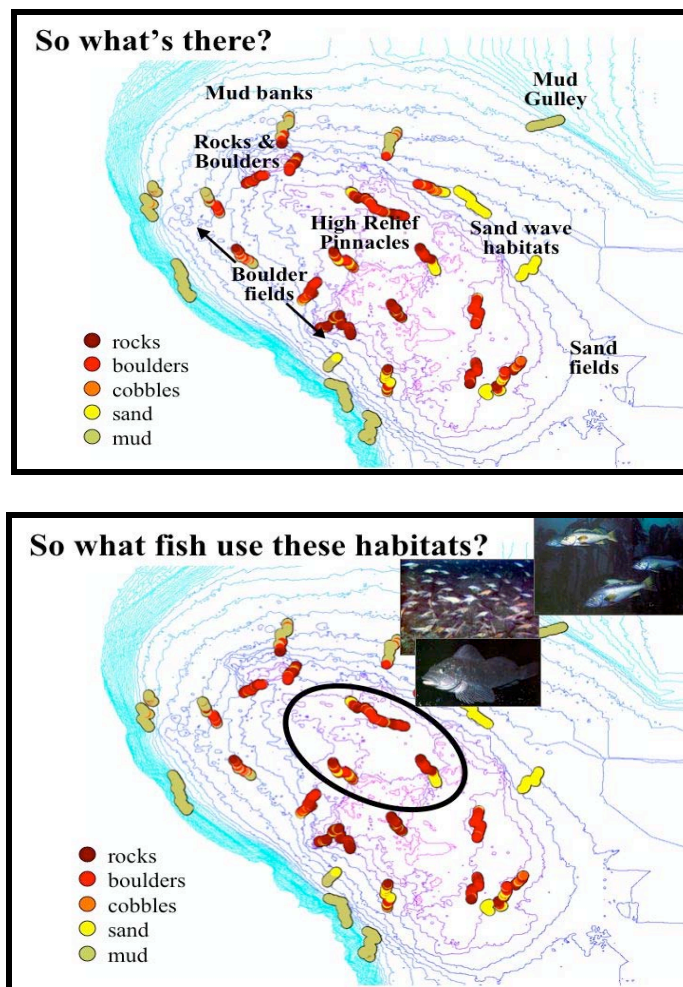 So what's there?
Mud banks
Mud
Gulley
Rocks &
Boulders
High Relief
Pinnacles
Sand wave
habitats
Boulder
fields
Sand
fields
rocks
boulders
cobbles
sand
mud
So what fish use these habitats?
rocks
boulders
cobbles
sand
mud